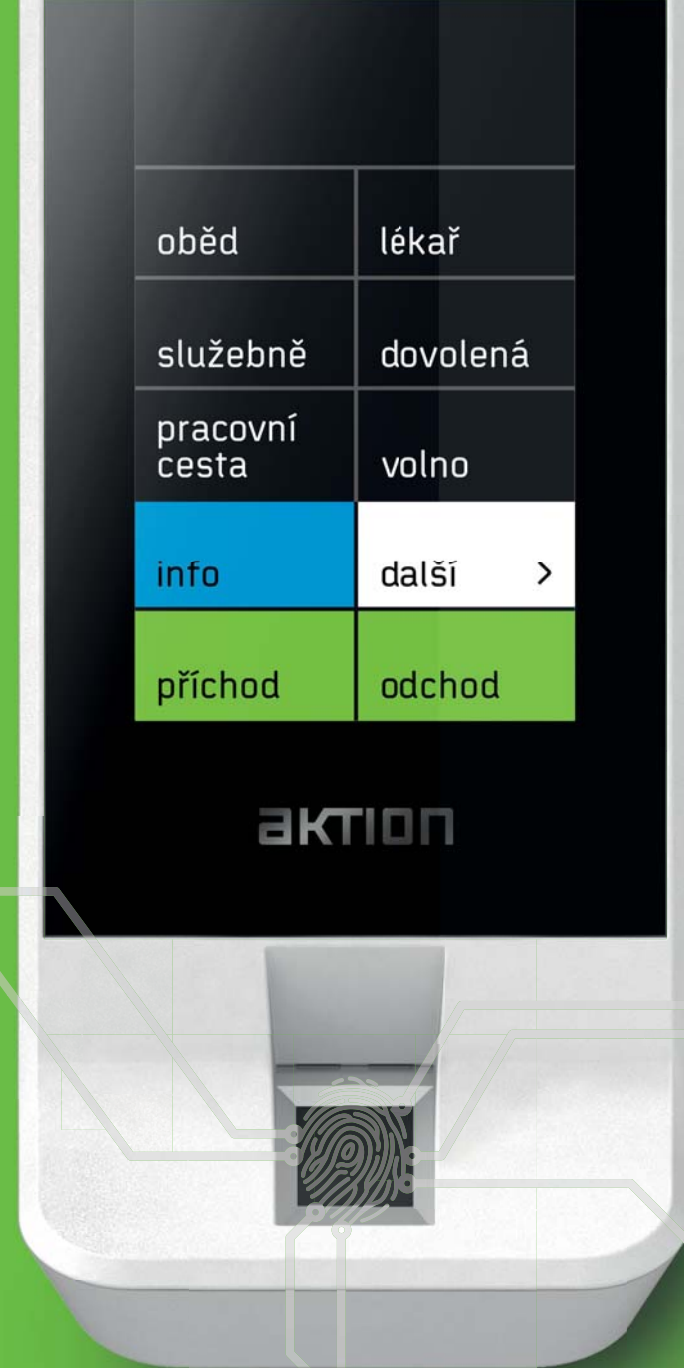 oběd
lékař
služebně
dovolená
pracovní
cesta
volno
info
další >
příchod
odchod
aktion